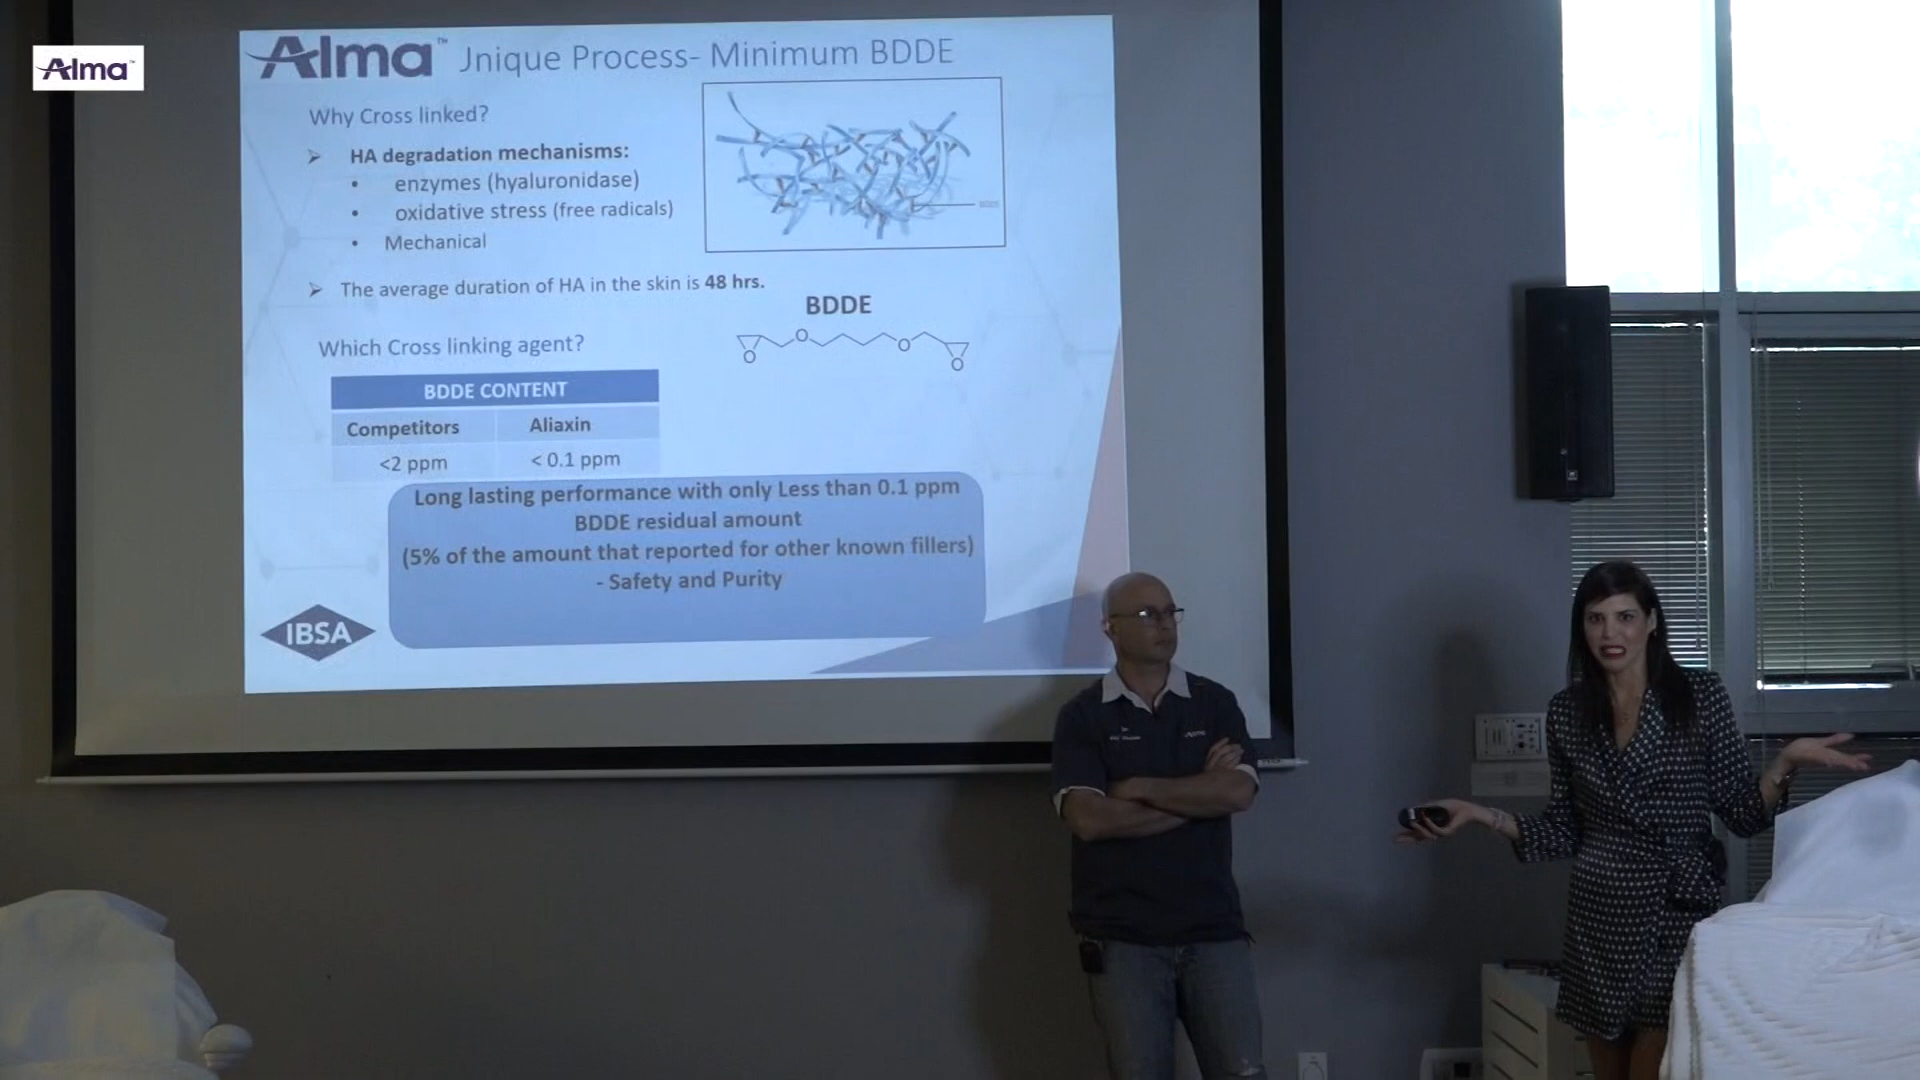 Alma™
Alma™ Jnique Process- Minimum BDDE
Why Cross linked?
➢ HA degradation mechanisms:
• enzymes (hyaluronidase)
• oxidative stress (free radicals)
• Mechanical
➢ The average duration of HA in the skin is 48 hrs.
BDDE
O
O
O
O
Which Cross linking agent?
BDDE CONTENT
Competitors Aliaxin
<2 ppm < 0.1 ppm
Long lasting performance with only Less than 0.1 ppm
BDDE residual amount
(5% of the amount that reported for other known fillers)
- Safety and Purity
IBSA